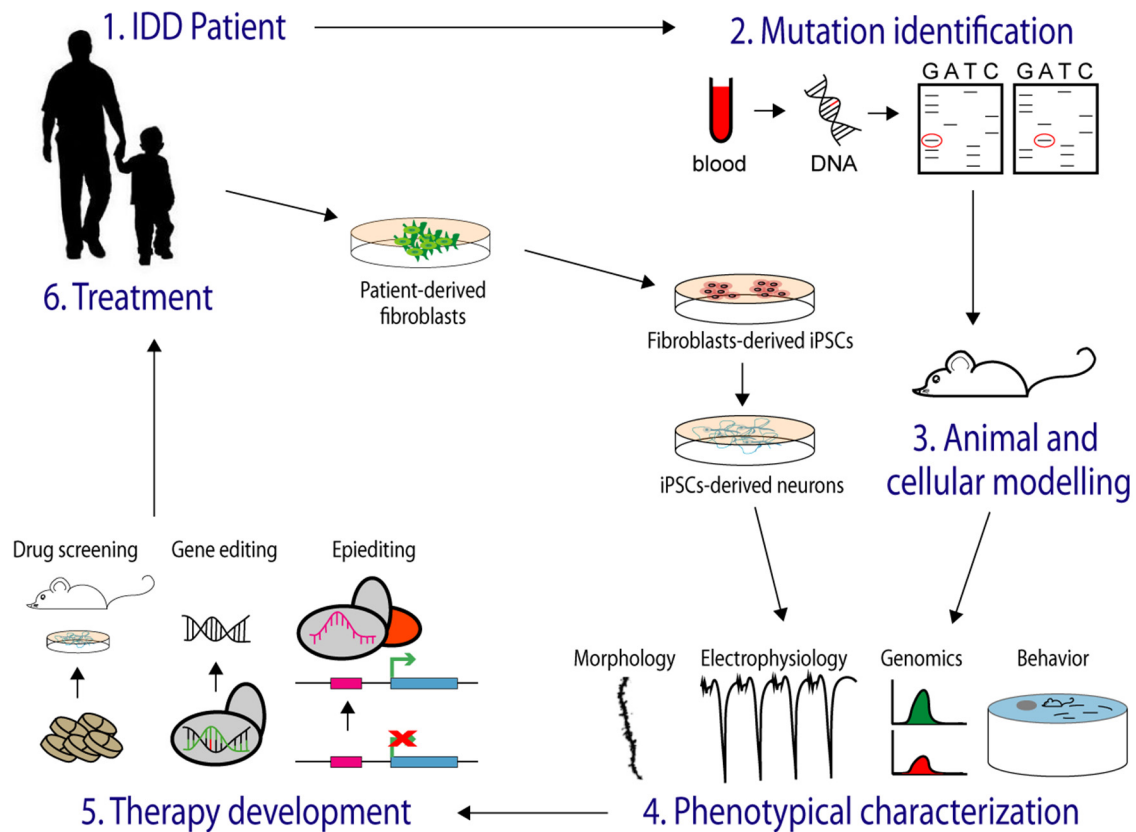 1. IDD Patient
2. Mutation identification
G A T C
G A T C
blood
DNA
6. Treatment
Patient-derived
fibroblasts
Fibroblasts-derived iPSCs
iPSCs-derived neurons
3. Animal and
cellular modelling
Drug screening
Gene editing
Epiediting
Morphology
Electrophysiology
Genomics
Behavior
5. Therapy development
4. Phenotypical characterization